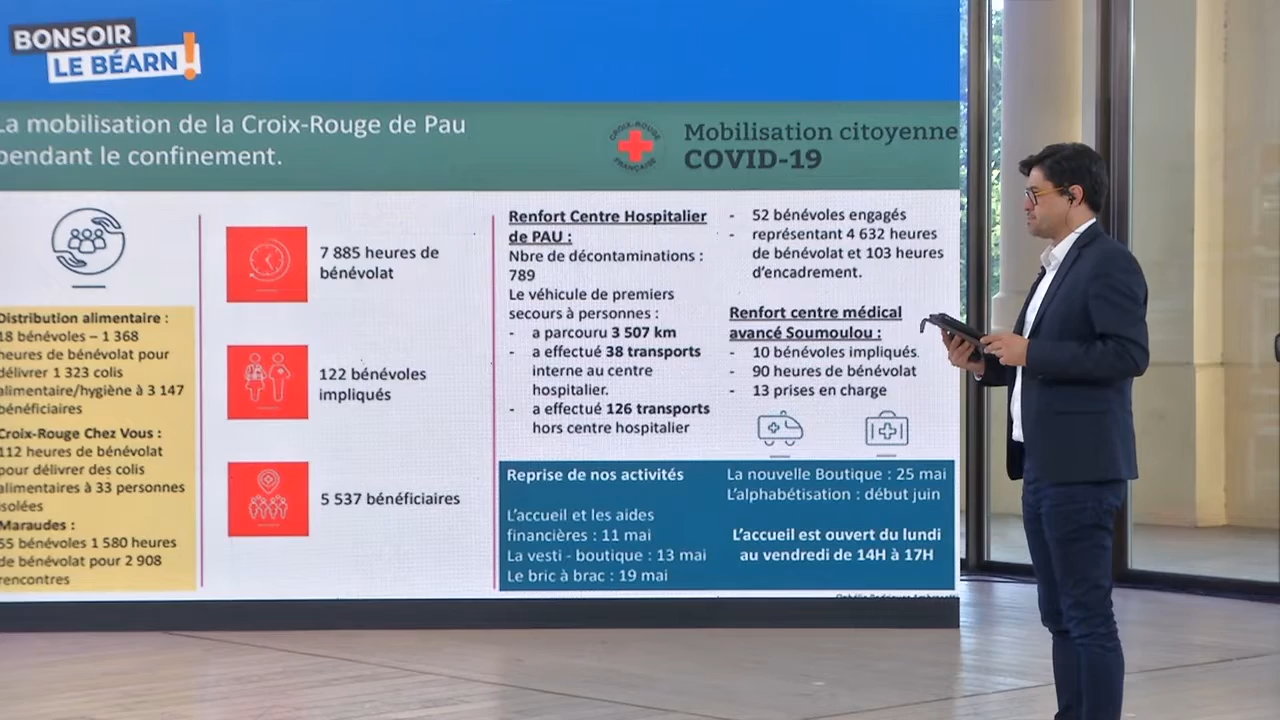 BONSOIR
LE BÉARN !
La mobilisation de la Croix-Rouge de Pau
pendant le confinement.
CROIX-ROUGE
FRANÇAISE
Mobilisation citoyenne
COVID-19
Distribution alimentaire :
18 bénévoles – 1 368
heures de bénévolat pour
délivrer 1 323 colis
alimentaire/hygiène à 3 147
bénéficiaires
Croix-Rouge Chez Vous :
112 heures de bénévolat
pour délivrer des colis
alimentaires à 33 personnes
isolées
Maraudes :
55 bénévoles 1 580 heures
de bénévolat pour 2 908
rencontres
7 885 heures de
bénévolat
122 bénévoles
impliqués
5 537 bénéficiaires
Renfort Centre Hospitalier
de PAU :
Nbre de décontaminations :
789
Le véhicule de premiers
secours à personnes :
- a parcouru 3 507 km
- a effectué 38 transports
interne au centre
hospitalier.
- a effectué 126 transports
hors centre hospitalier
- 52 bénévoles engagés
- représentant 4 632 heures
de bénévolat et 103 heures
d'encadrement.
Renfort centre médical
avancé Soumoulou :
- 10 bénévoles impliqués.
- 90 heures de bénévolat
- 13 prises en charge
Reprise de nos activités
L'accueil et les aides
financières : 11 mai
La vesti - boutique : 13 mai
Le bric à brac : 19 mai
La nouvelle Boutique : 25 mai
L'alphabétisation : début juin
L'accueil est ouvert du lundi
au vendredi de 14H à 17H